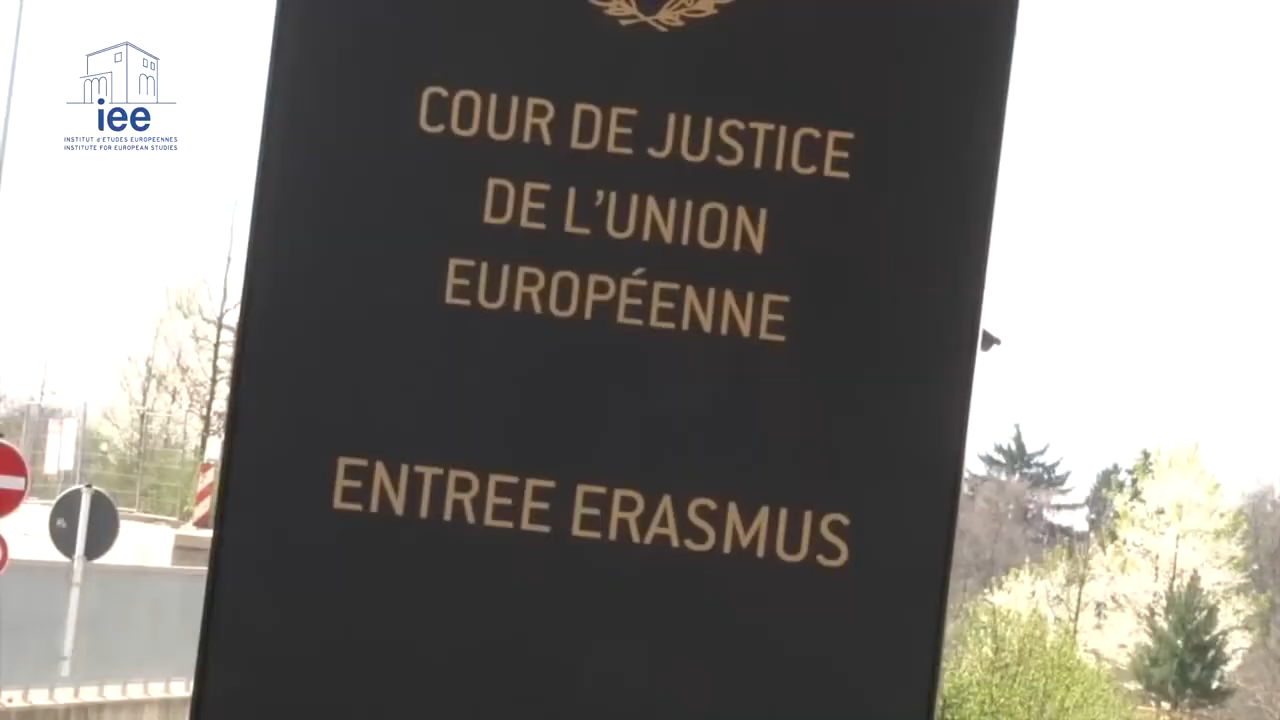 iee
INSTITUT d'ETUDES EUROPEENNES
INSTITUTE FOR EUROPEAN STUDIES
COUR DE JUSTICE
DE L'UNION
EUROPÉENNE
ENTREE ERASMUS